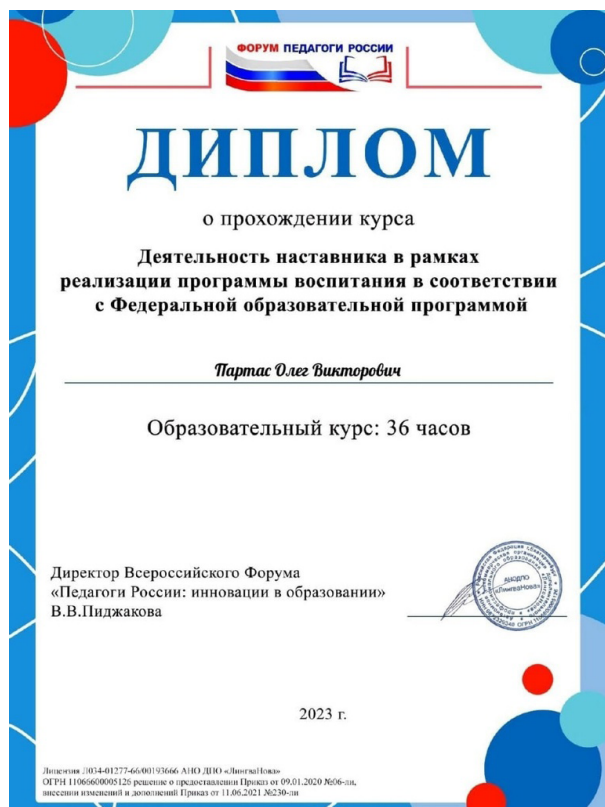 ФОРУМ ПЕДАГОГИ РОССИИ
ДИПЛОМ
о прохождении курса
Деятельность наставника в рамках
реализации программы воспитания в соответствии
с Федеральной образовательной программой
Партас Олег Викторович
Образовательный курс: 36 часов
Директор Всероссийского Форума
«Педагоги России: инновации в образовании»
В.В.Пиджакова
АНОДПО
«ЛингваНова»
2023 г.
Лицензия Л034-01277-66/00193666 АНО ДПО «ЛингваНова»
ОГРН 1106600005126 решение о предоставлении Приказ от 09.01.2020 №06-ли,
внесении изменений и дополнений Приказ от 11.06.2021 №230-ли